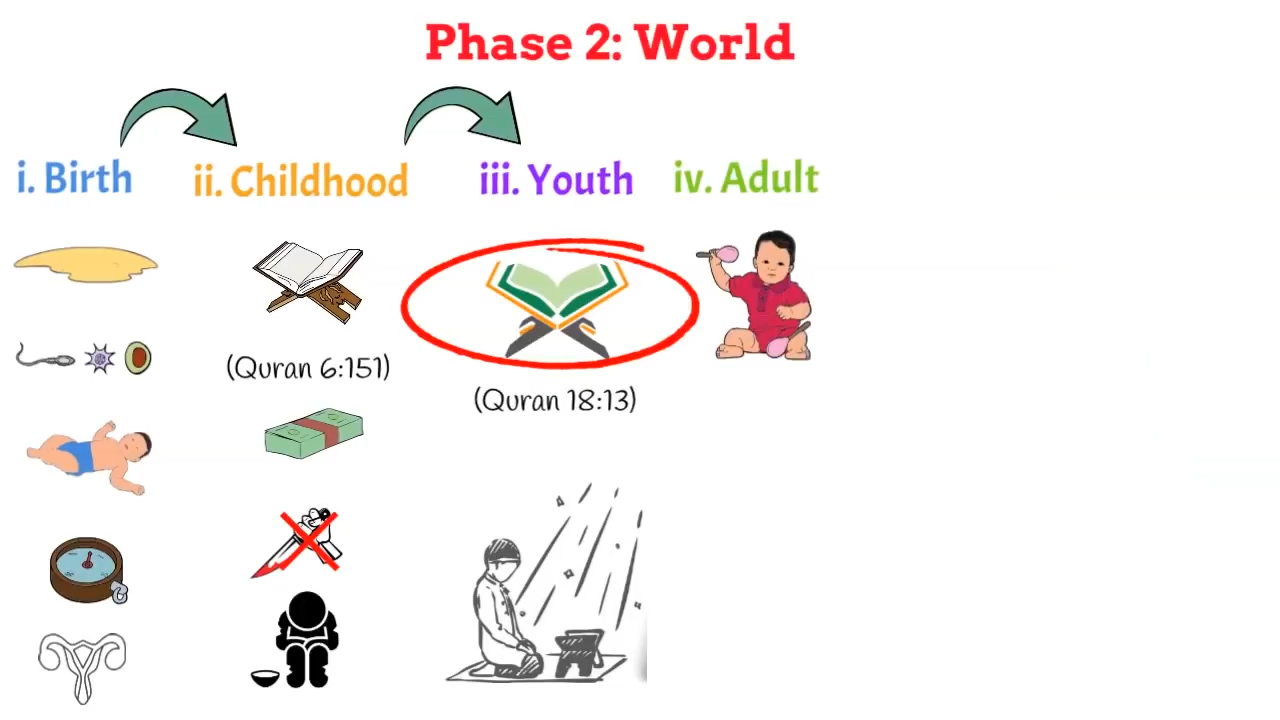 Phase 2: World
i. Birth
ii. Childhood
iii. Youth
iv. Adult
(Quran 6:151)
(Quran 18:13)